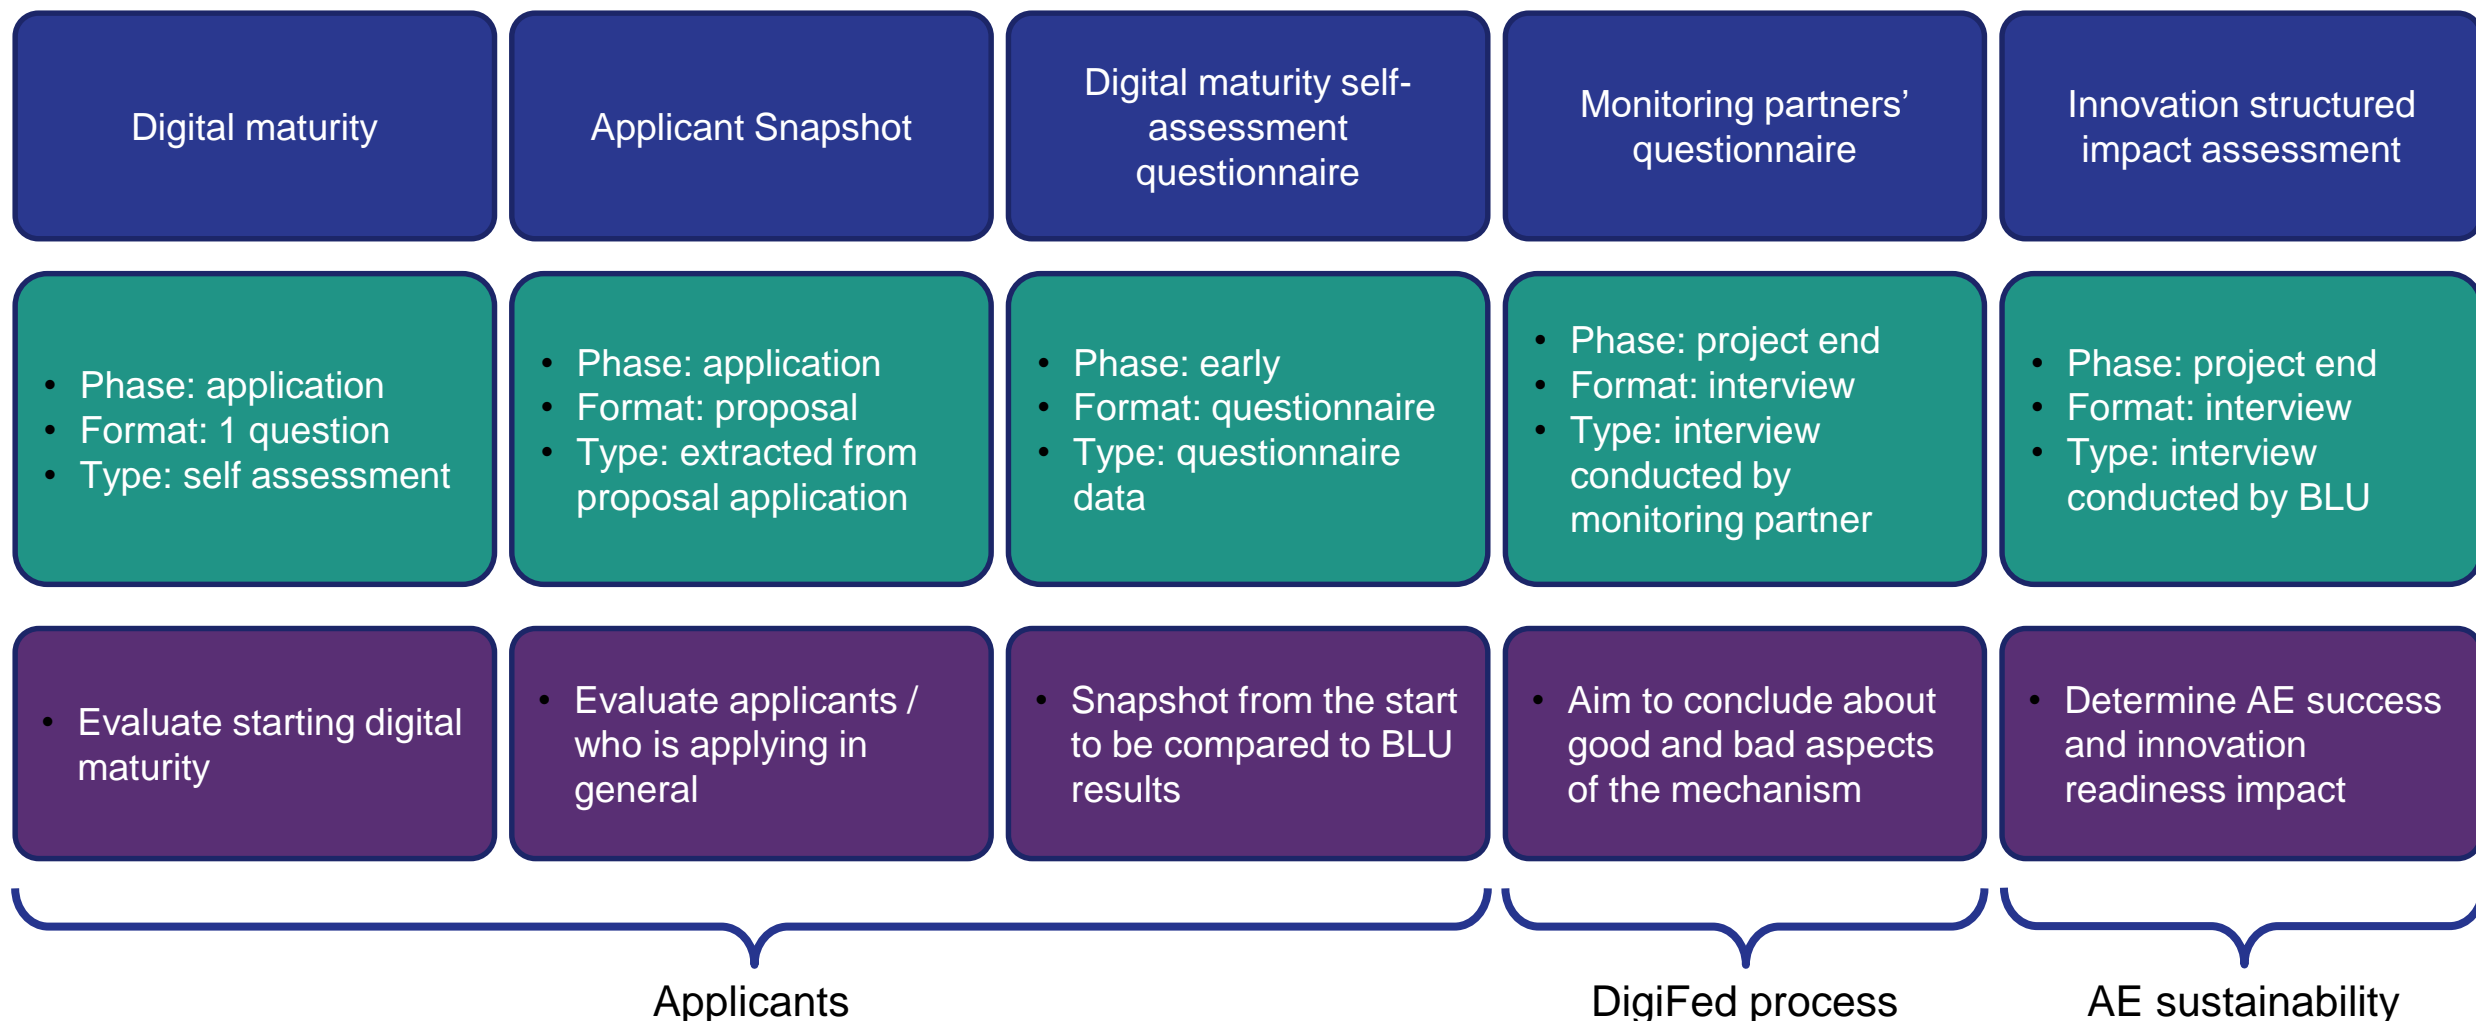 Digital maturity
Applicant Snapshot
Digital maturity self-
assessment
questionnaire
Monitoring partners’
questionnaire
Innovation structured
impact assessment
• Phase: application
• Format: 1 question
• Type: self assessment
• Phase: application
• Format: proposal
• Type: extracted from
proposal application
• Phase: early
• Format: questionnaire
• Type: questionnaire
data
• Phase: project end
• Format: interview
• Type: interview
conducted by
monitoring partner
• Phase: project end
• Format: interview
• Type: interview
conducted by BLU
• Evaluate starting digital
maturity
• Evaluate applicants /
who is applying in
general
• Snapshot from the start
to be compared to BLU
results
• Aim to conclude about
good and bad aspects
of the mechanism
• Determine AE success
and innovation
readiness impact
Applicants
DigiFed process
AE sustainability